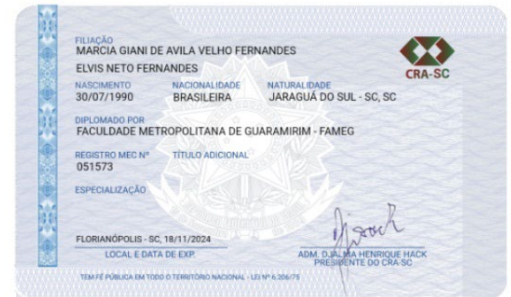 FILIAÇÃO
MARCIA GIANI DE AVILA VELHO FERNANDES
ELVIS NETO FERNANDES
CRA-SC
NASCIMENTO NACIONALIDADE NATURALIDADE
30/07/1990 BRASILEIRA JARAGUÁ DO SUL - SC, SC
DIPLOMADO POR
FACULDADE METROPOLITANA DE GUARAMIRIM - FAMEG
REGISTRO MEC Nº TÍTULO ADICIONAL
051573
ESPECIALIZAÇÃO
FLORIANÓPOLIS - SC, 18/11/2024
LOCAL E DATA DE EXP.
ADM. DJALMA HENRIQUE HACK
PRESIDENTE DO CRA-SC
TEM FÉ PÚBLICA EM TODO O TERRITÓRIO NACIONAL - LEI Nº 6.206/75